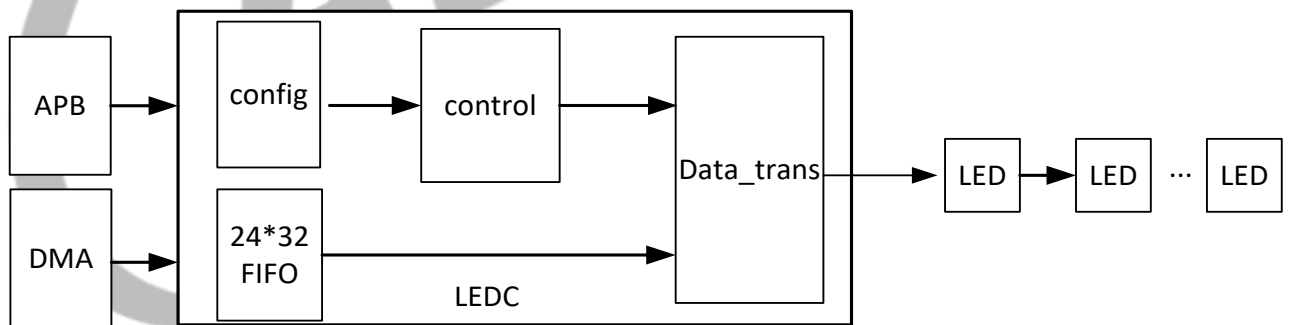 APB
config
control
Data_trans
LED
LED
...
LED
DMA
24*32
FIFO
LEDC